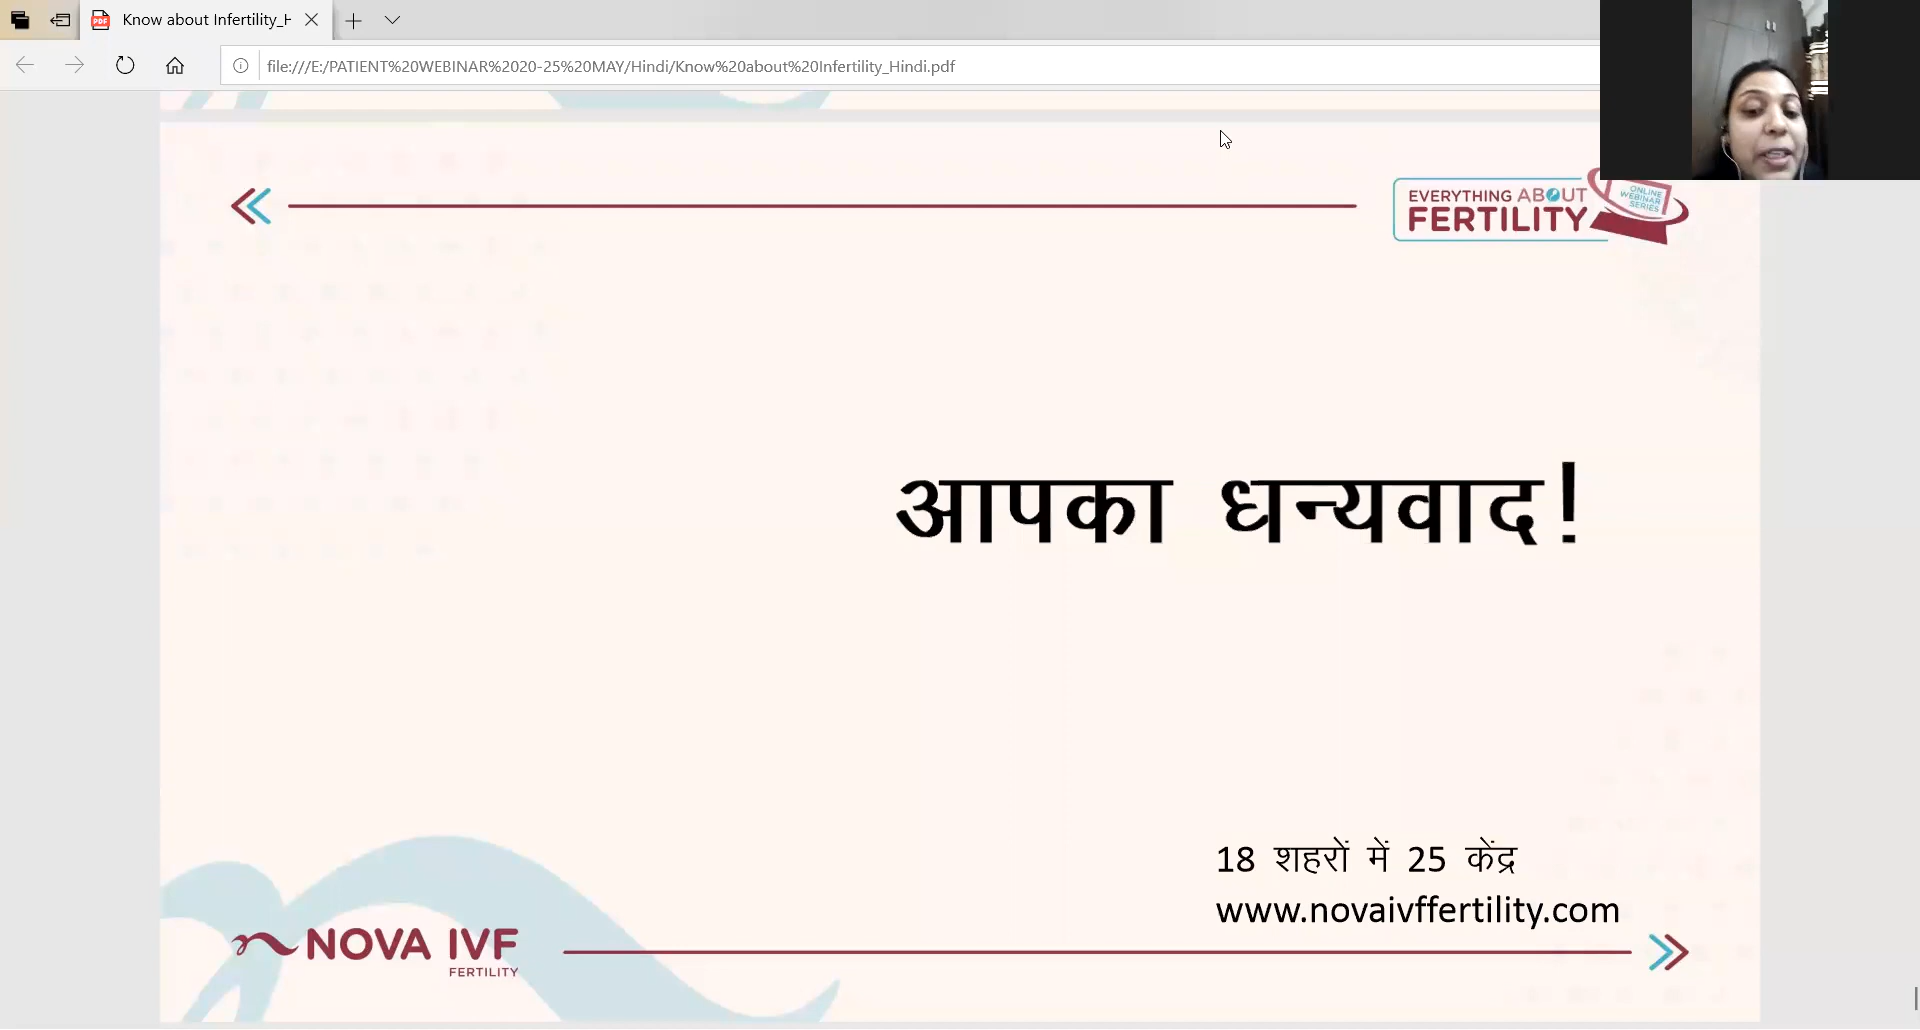 Know about Infertility_H
file:///E:/PATIENT%20WEBINAR%2020-25%20MAY/Hindi/Know%20about%20Infertility_Hindi.pdf
EVERYTHING ABOUT
FERTILITY
ONLINE
WEBINAR
SERIES
आपका धन्यवाद!
18 शहरों में 25 केंद्र
www.novaivffertility.com
NOVA IVF
FERTILITY